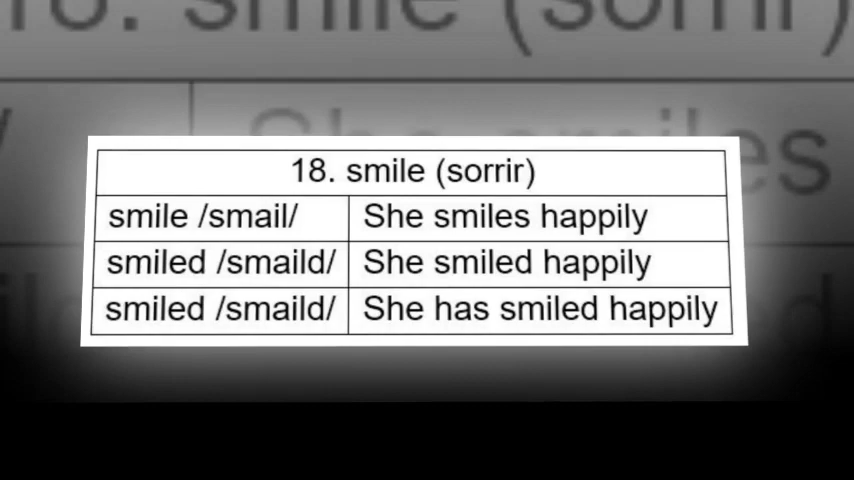 18. smile (sorrir)
smile /smail/ She smiles happily
smiled /smaild/ She smiled happily
smiled /smaild/ She has smiled happily